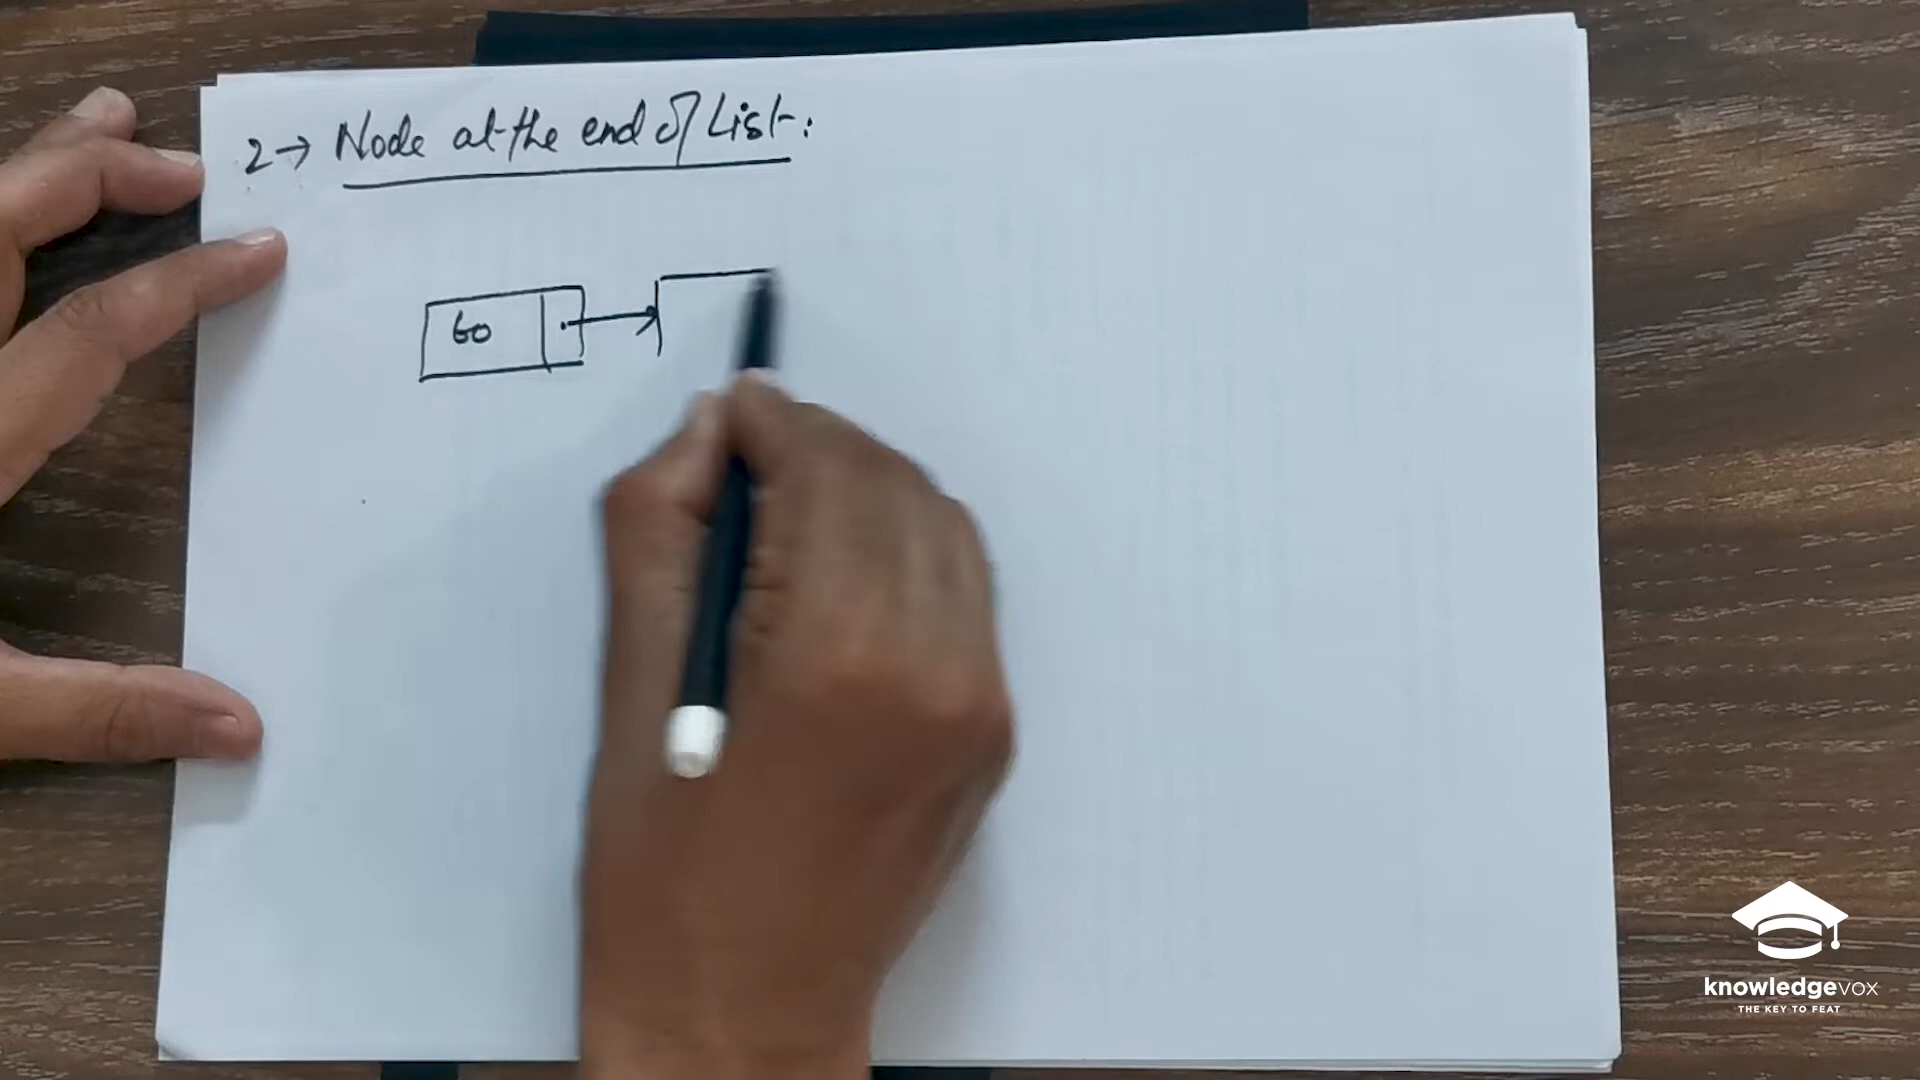 2→ Node at the end of List:
60
knowledgevox
THE KEY TO FEAT